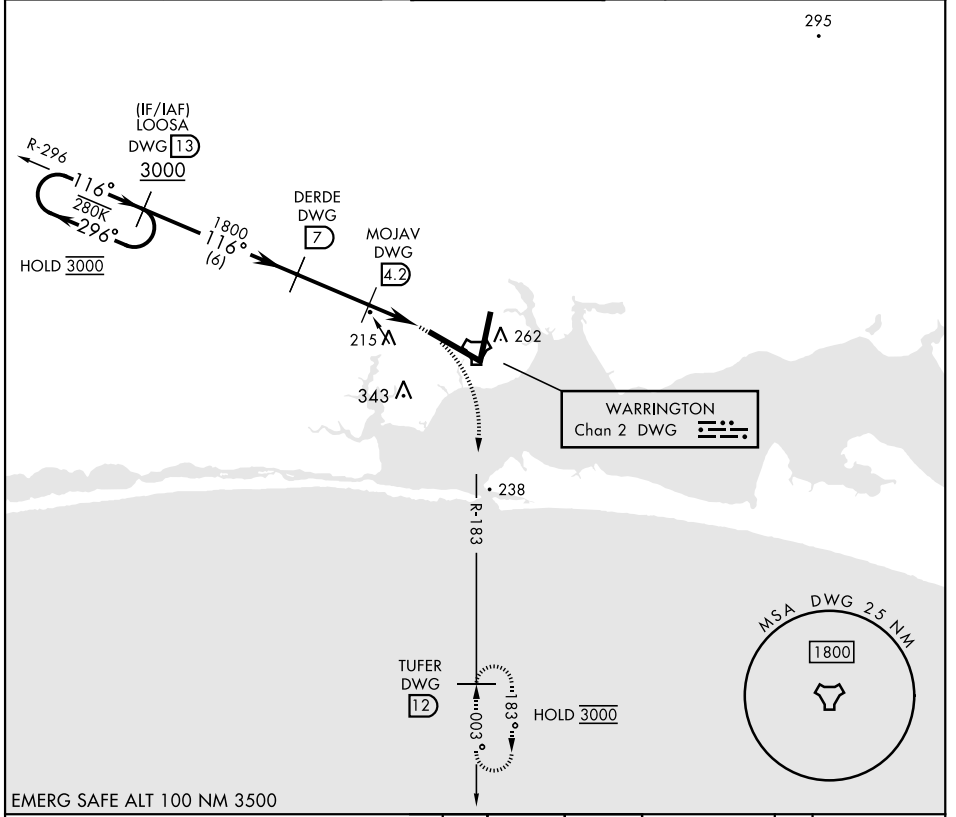 295
(IF/IAF)
LOOSA
DWG 13
3000
R-296
116°
280K
296°
HOLD 3000
1800
116°
(6)
DERDE
DWG
7
MOJAV
DWG
4.2
215
262
343
WARRINGTON
Chan 2 DWG
238
R-183
TUFER
DWG
12
003°
183°
HOLD 3000
MSA DWG 25 NM
1800
EMERG SAFE ALT 100 NM 3500